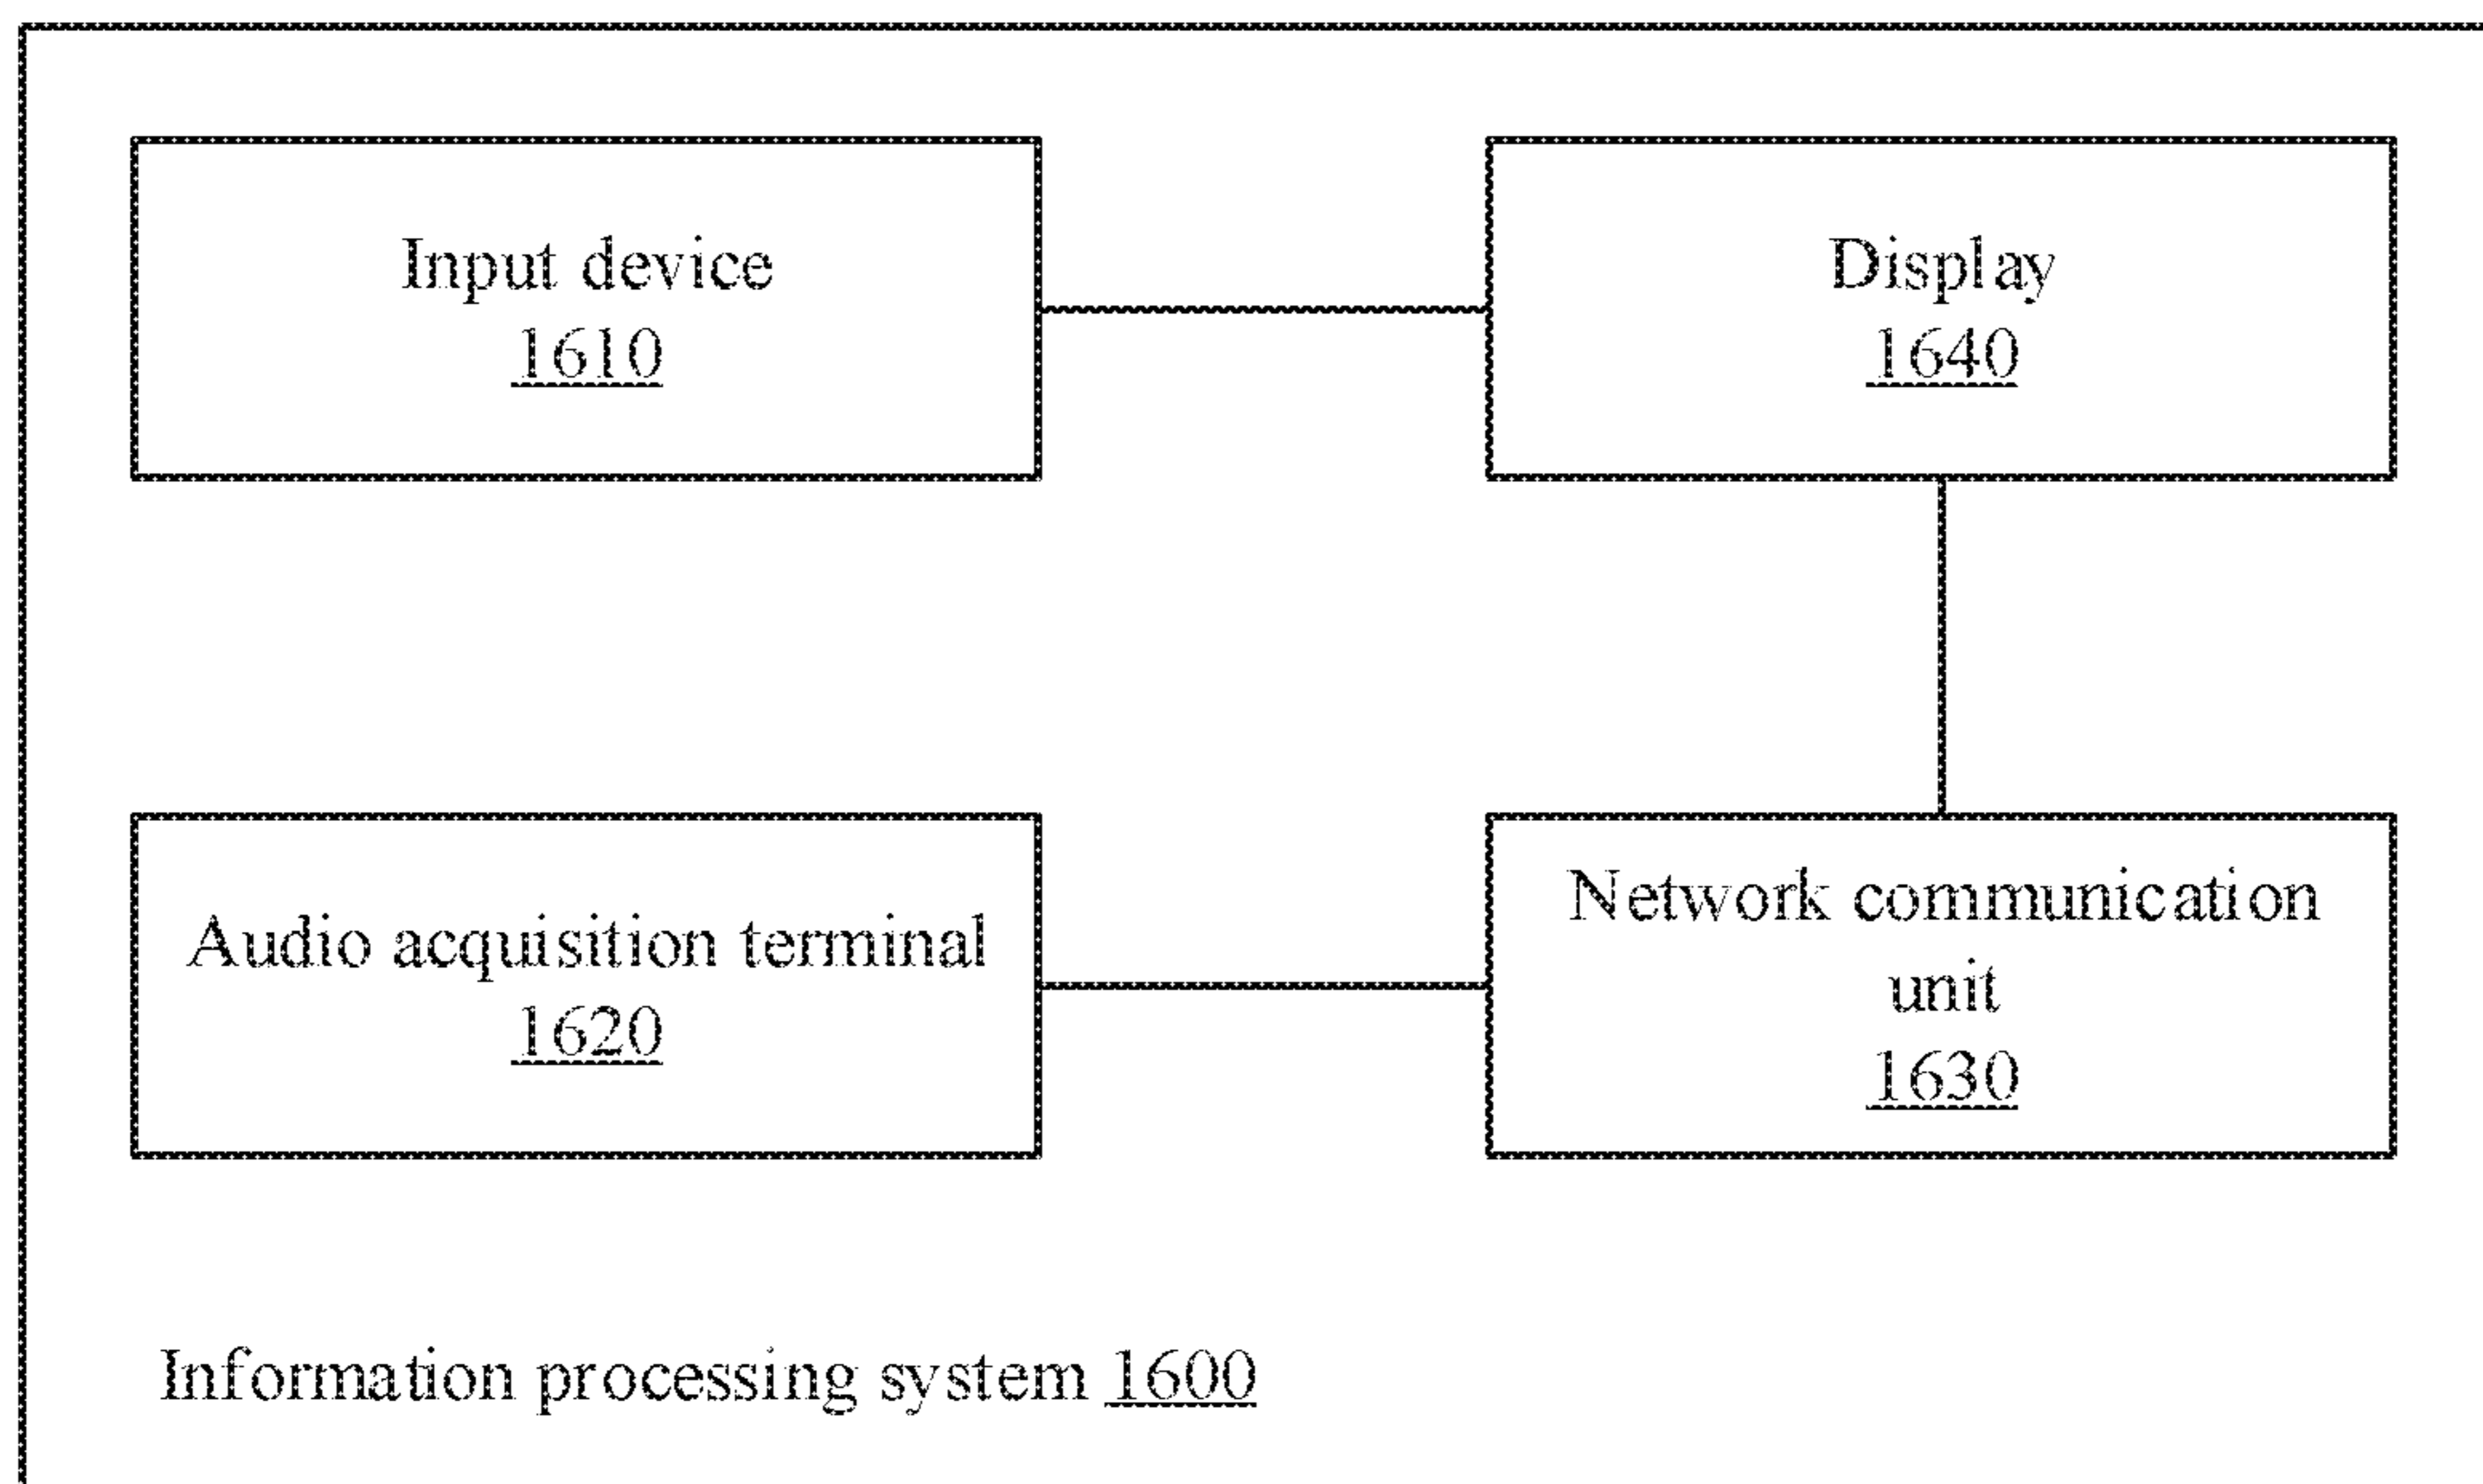 Input device
1610
Display
1640
Audio acquisition terminal
1620
Network communication
unit
1630
Information processing system 1600